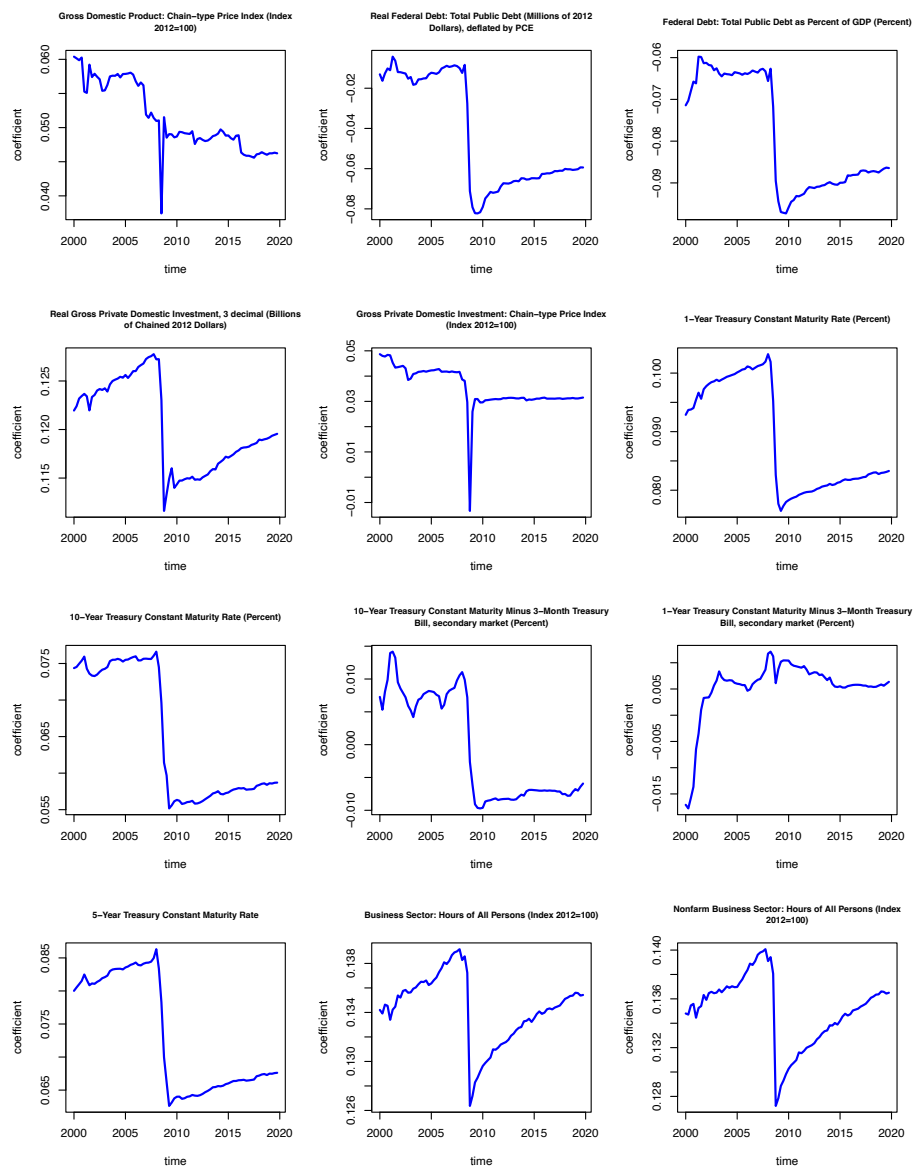 Gross Domestic Product: Chain−type Price Index (Index
2012=100)
coefficient
0.040 0.050 0.060
2000 2005 2010 2015 2020
time
Real Federal Debt: Total Public Debt (Millions of 2012
Dollars), deflated by PCE
coefficient
−0.08 −0.06 −0.02
2000 2005 2010 2015 2020
time
Federal Debt: Total Public Debt as Percent of GDP (Percent)
coefficient
−0.09 −0.08 −0.07 −0.06
2000 2005 2010 2015 2020
time
Real Gross Private Domestic Investment, 3 decimal (Billions
of Chained 2012 Dollars)
coefficient
0.115 0.120 0.125
2000 2005 2010 2015 2020
time
Gross Private Domestic Investment: Chain−type Price Index
(Index 2012=100)
coefficient
−0.01 0.01 0.03 0.05
2000 2005 2010 2015 2020
time
1−Year Treasury Constant Maturity Rate (Percent)
coefficient
0.080 0.090 0.100
2000 2005 2010 2015 2020
time
10−Year Treasury Constant Maturity Rate (Percent)
coefficient
0.055 0.065 0.075
2000 2005 2010 2015 2020
time
10−Year Treasury Constant Maturity Minus 3−Month Treasury
Bill, secondary market (Percent)
coefficient
−0.010 0.000 0.010
2000 2005 2010 2015 2020
time
1−Year Treasury Constant Maturity Minus 3−Month Treasury
Bill, secondary market (Percent)
coefficient
−0.015 −0.005 0.005
2000 2005 2010 2015 2020
time
5−Year Treasury Constant Maturity Rate
coefficient
0.065 0.075 0.085
2000 2005 2010 2015 2020
time
Business Sector: Hours of All Persons (Index 2012=100)
coefficient
0.126 0.130 0.134 0.138
2000 2005 2010 2015 2020
time
Nonfarm Business Sector: Hours of All Persons (Index
2012=100)
coefficient
0.128 0.132 0.136 0.140
2000 2005 2010 2015 2020
time